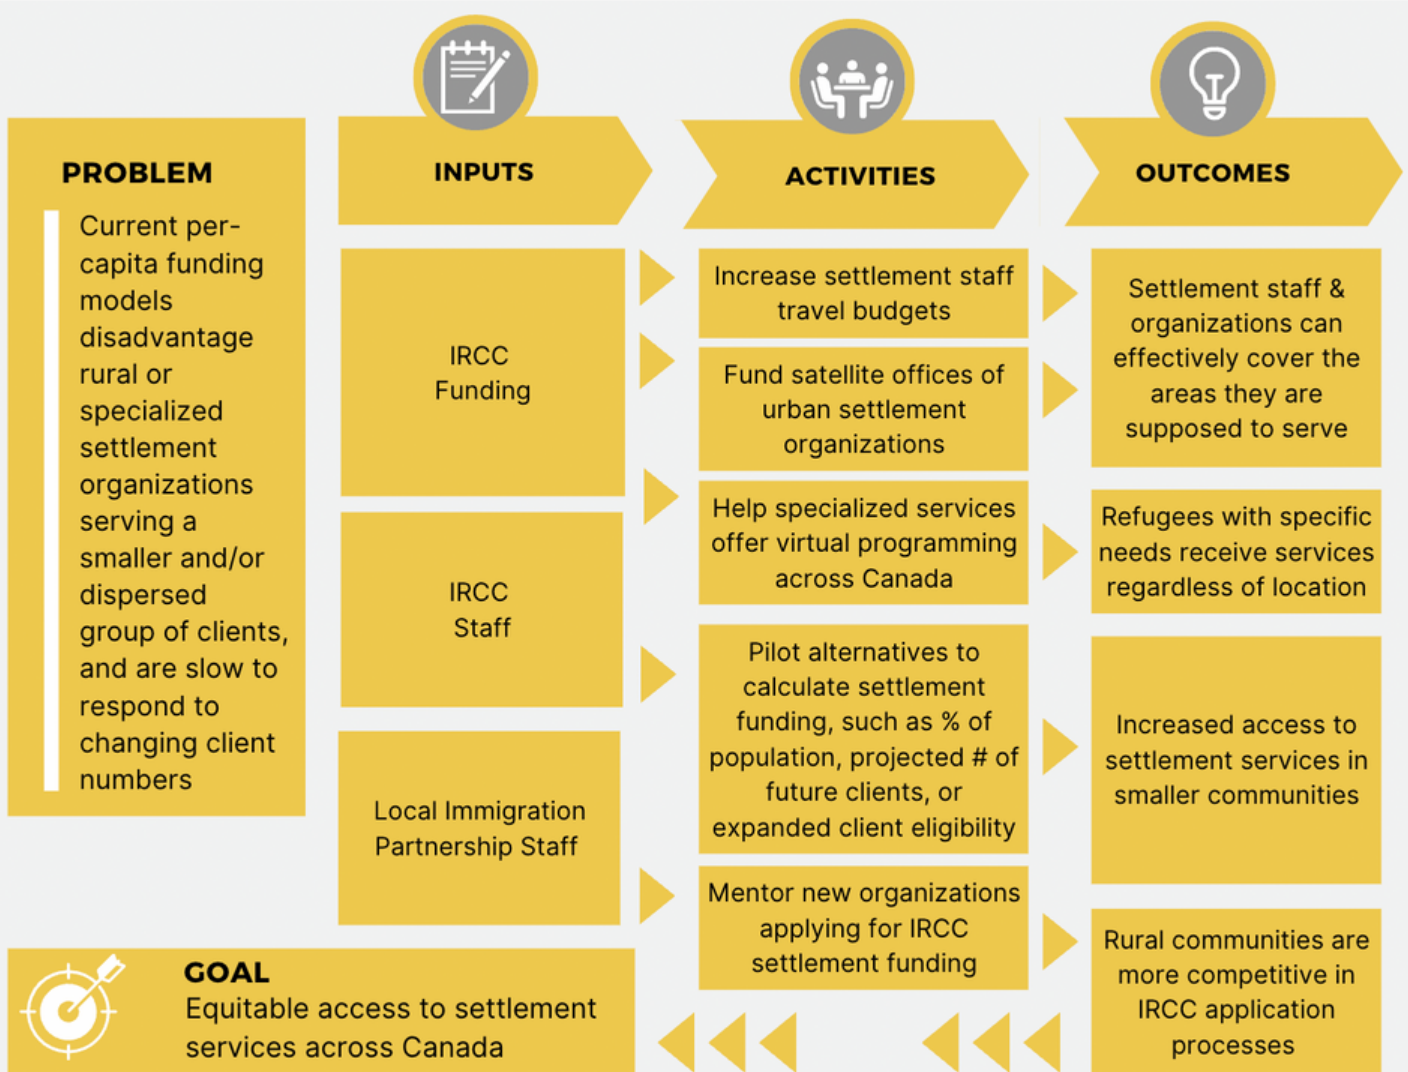 PROBLEM
Current per-
capita funding
models
disadvantage
rural or
specialized
settlement
organizations
serving a
smaller and/or
dispersed
group of clients,
and are slow to
respond to
changing client
numbers
INPUTS
IRCC
Funding
IRCC
Staff
Local Immigration
Partnership Staff
ACTIVITIES
Increase settlement staff
travel budgets
Fund satellite offices of
urban settlement
organizations
Help specialized services
offer virtual programming
across Canada
Pilot alternatives to
calculate settlement
funding, such as % of
population, projected # of
future clients, or
expanded client eligibility
Mentor new organizations
applying for IRCC
settlement funding
OUTCOMES
Settlement staff &
organizations can
effectively cover the
areas they are
supposed to serve
Refugees with specific
needs receive services
regardless of location
Increased access to
settlement services in
smaller communities
Rural communities are
more competitive in
IRCC application
processes
GOAL
Equitable access to settlement
services across Canada